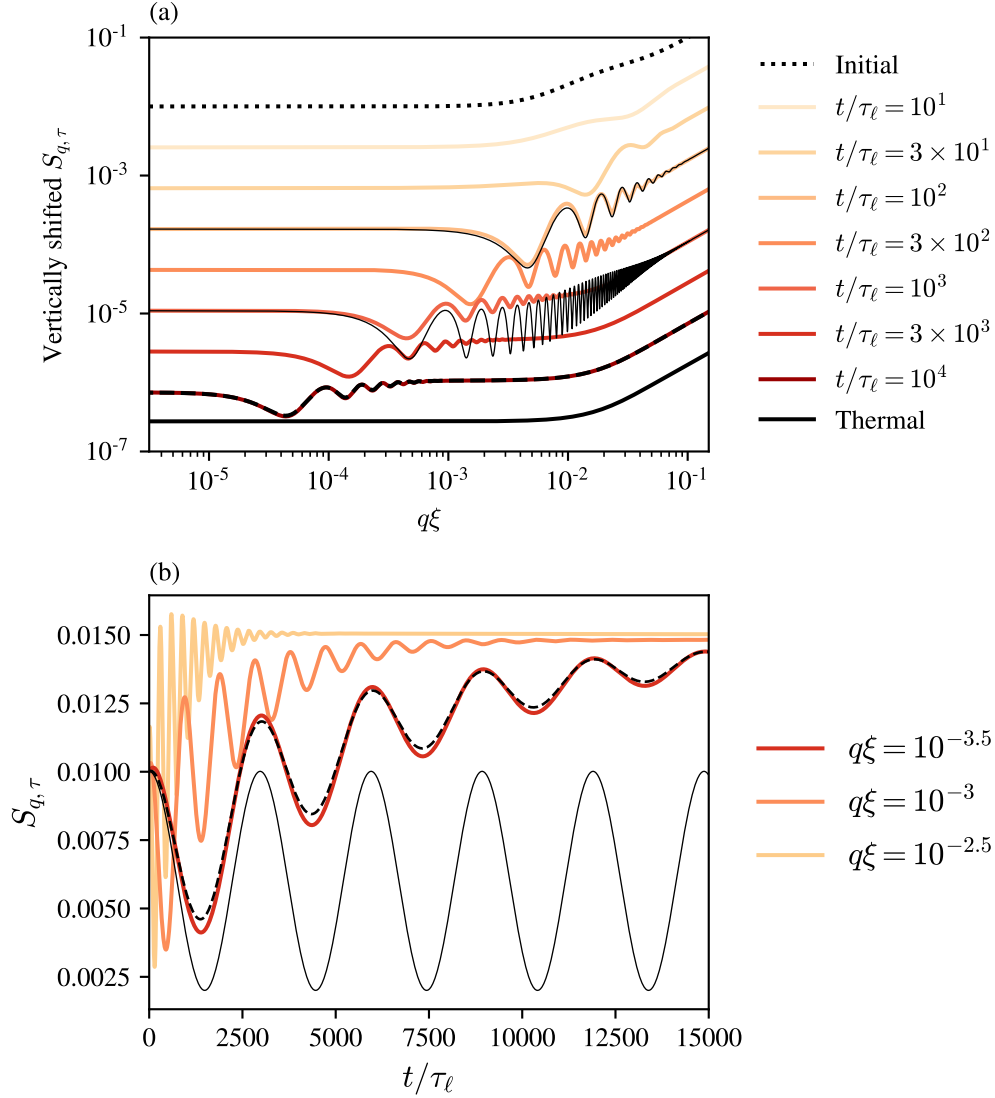 (a)
Vertically shifted S_{q, τ}
10^{-1}
10^{-3}
10^{-5}
10^{-7}
10^{-5}
10^{-4}
10^{-3}
10^{-2}
10^{-1}
qξ
Initial
t/τ_ℓ = 10^1
t/τ_ℓ = 3 × 10^1
t/τ_ℓ = 10^2
t/τ_ℓ = 3 × 10^2
t/τ_ℓ = 10^3
t/τ_ℓ = 3 × 10^3
t/τ_ℓ = 10^4
Thermal
(b)
S_{q, τ}
0.0150
0.0125
0.0100
0.0075
0.0050
0.0025
0
2500
5000
7500
10000
12500
15000
t/τ_ℓ
qξ = 10^{-3.5}
qξ = 10^{-3}
qξ = 10^{-2.5}